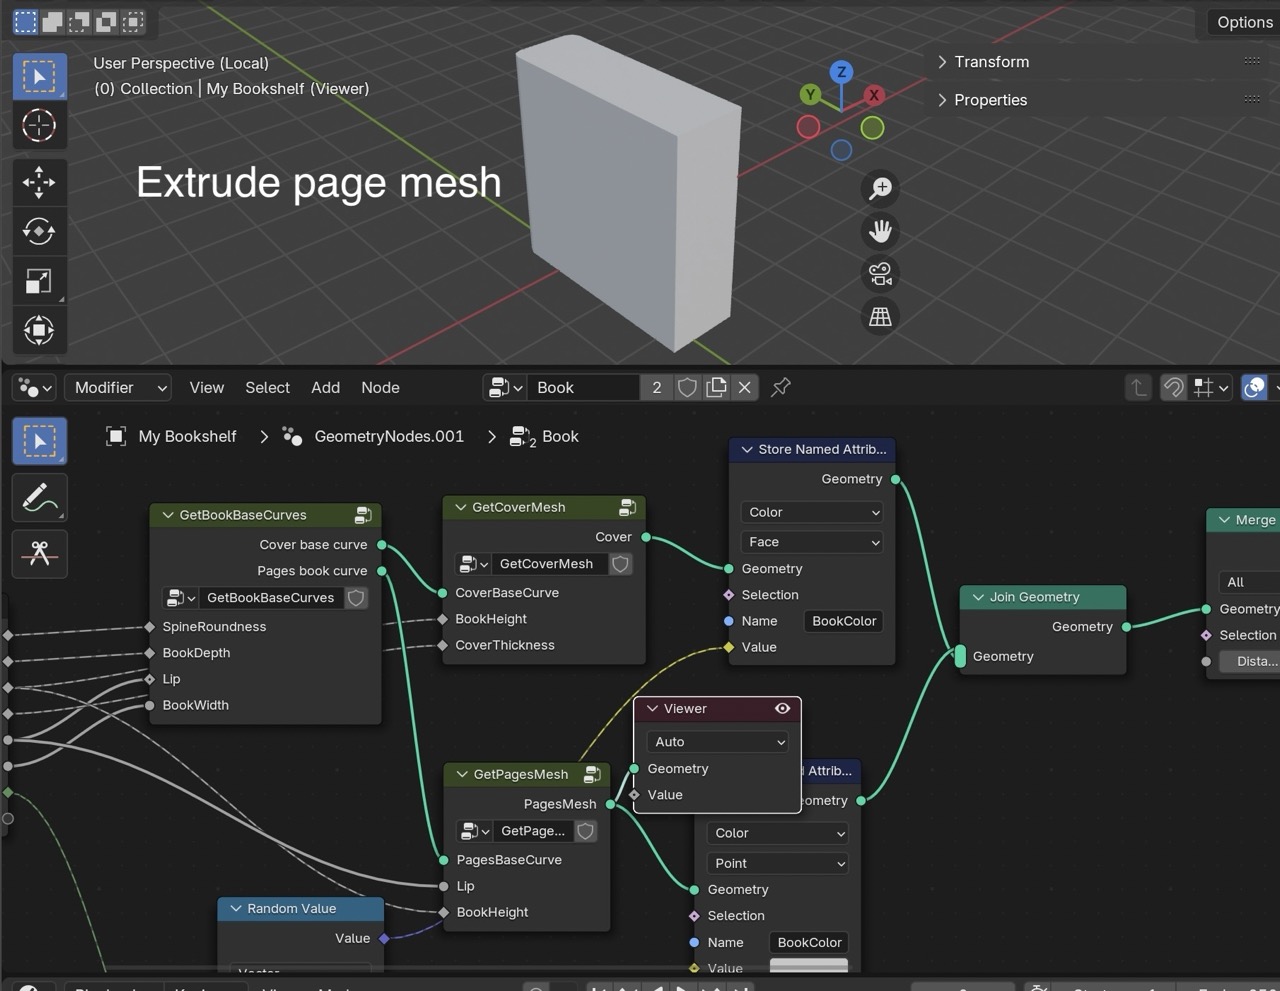 Options
User Perspective (Local)
(0) Collection | My Bookshelf (Viewer)
Z
Y
X
Transform
Properties
Extrude page mesh
Modifier
View
Select
Add
Node
Book
2
My Bookshelf
GeometryNodes.001
2
Book
GetBookBaseCurves
Cover base curve
Pages book curve
GetBookBaseCurves
SpineRoundness
BookDepth
Lip
BookWidth
GetCoverMesh
Cover
GetCoverMesh
CoverBaseCurve
BookHeight
CoverThickness
Store Named Attrib...
Geometry
Color
Face
Geometry
Selection
Name BookColor
Value
Join Geometry
Geometry
Geometry
Merge
All
Geometry
Selection
Dista...
Viewer
Auto
Geometry
Value
GetPagesMesh
PagesMesh
GetPage...
PagesBaseCurve
Lip
BookHeight
Attrib...
Color
Point
Geometry
Selection
Name BookColor
Value
Random Value
Value